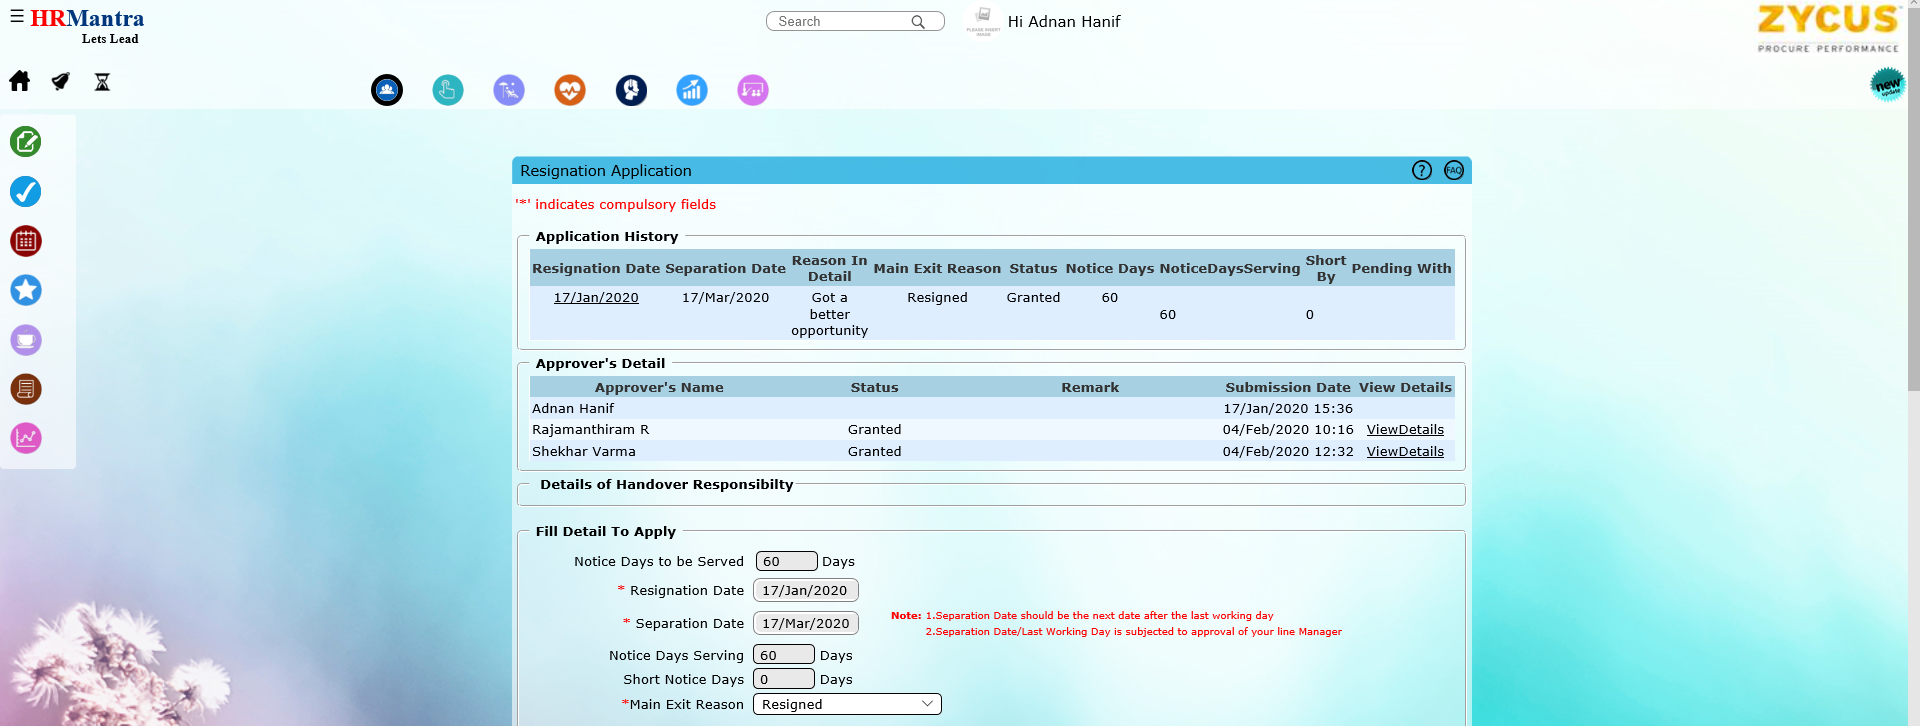 ☰ HRMantra
Lets Lead
Search
PLEASE INSERT
IMAGE
Hi Adnan Hanif
ZYCUS
PROCURE PERFORMANCE
new
update
Resignation Application
? FAQ
'*' indicates compulsory fields
Application History
Resignation Date Separation Date Reason In Detail Main Exit Reason Status Notice Days NoticeDaysServing Short By Pending With
17/Jan/2020 17/Mar/2020 Got a better opportunity Resigned Granted 60 60 0
Approver's Detail
Approver's Name Status Remark Submission Date View Details
Adnan Hanif 17/Jan/2020 15:36
Rajamanthiram R Granted 04/Feb/2020 10:16 ViewDetails
Shekhar Varma Granted 04/Feb/2020 12:32 ViewDetails
Details of Handover Responsibilty
Fill Detail To Apply
Notice Days to be Served 60 Days
* Resignation Date 17/Jan/2020
* Separation Date 17/Mar/2020
Note: 1.Separation Date should be the next date after the last working day
2.Separation Date/Last Working Day is subjected to approval of your line Manager
Notice Days Serving 60 Days
Short Notice Days 0 Days
*Main Exit Reason Resigned